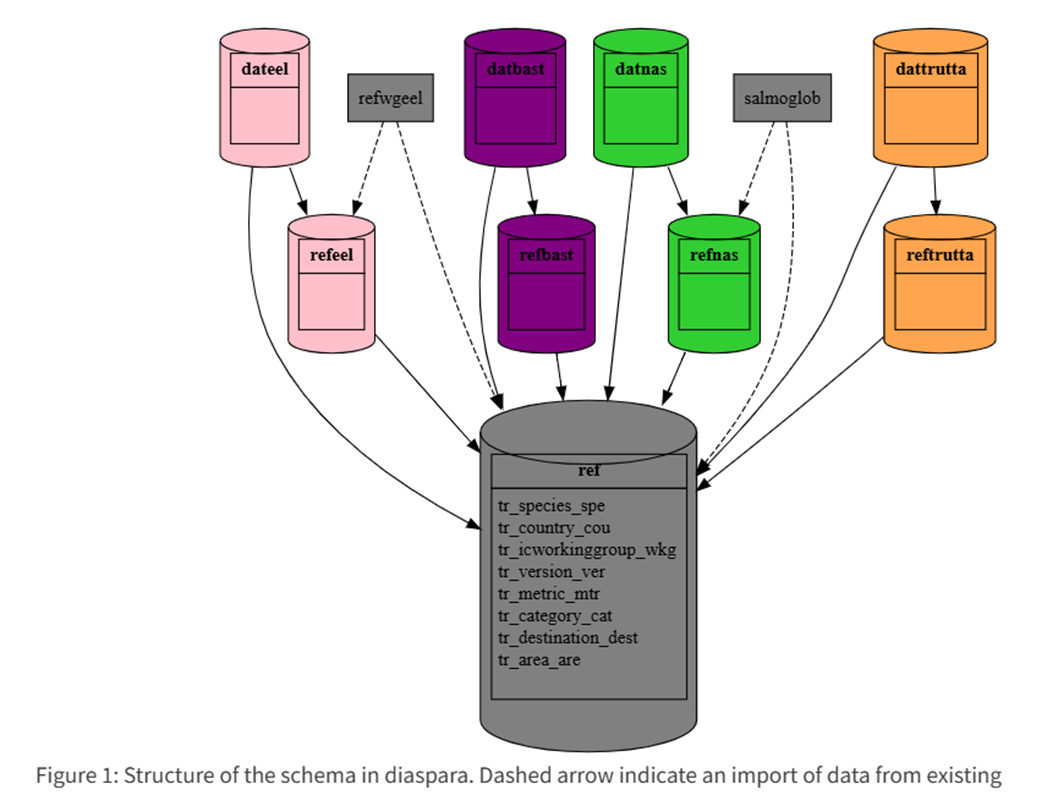 dateel
refwgeel
datbast
datnas
salmoglob
dattrutta
refeel
refbast
refnas
reftrutta
ref
tr_species_spe
tr_country_cou
tr_icworkinggroup_wkg
tr_version_ver
tr_metric_mtr
tr_category_cat
tr_destination_dest
tr_area_are
Figure 1: Structure of the schema in diaspara. Dashed arrow indicate an import of data from existing